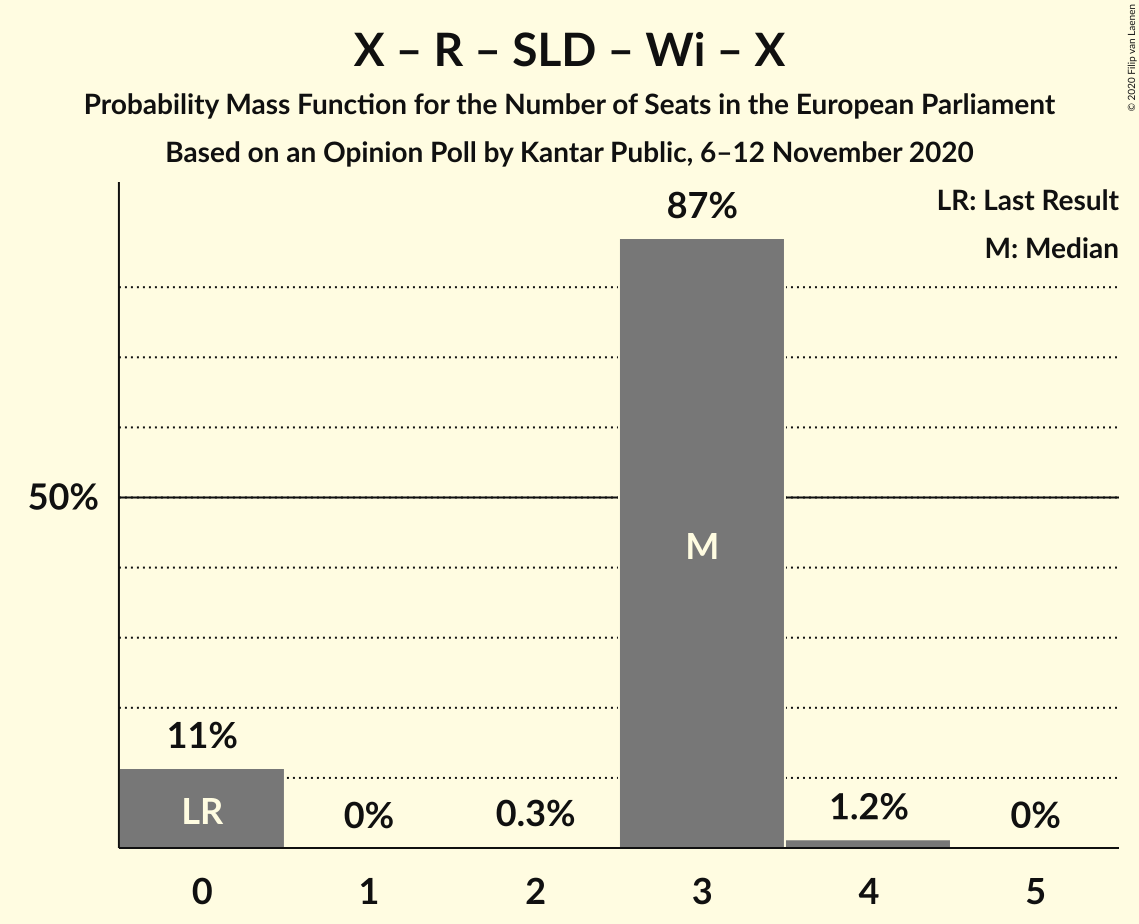 X – R – SLD – Wi – X
Probability Mass Function for the Number of Seats in the European Parliament
Based on an Opinion Poll by Kantar Public, 6–12 November 2020
© 2020 Filip van Laenen
LR: Last Result
M: Median
87%
50%
M
11%
LR
0%
0.3%
1.2%
0%
0 1 2 3 4 5